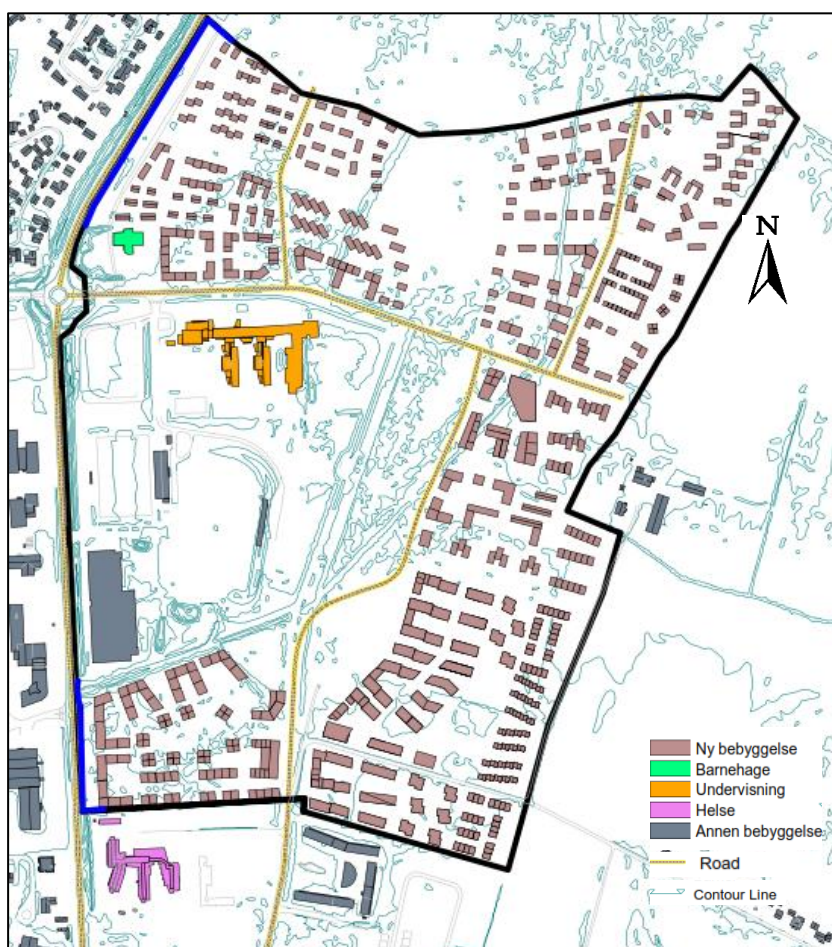 N
Ny bebyggelse
Barnehage
Undervisning
Helse
Annen bebyggelse
Road
Contour Line